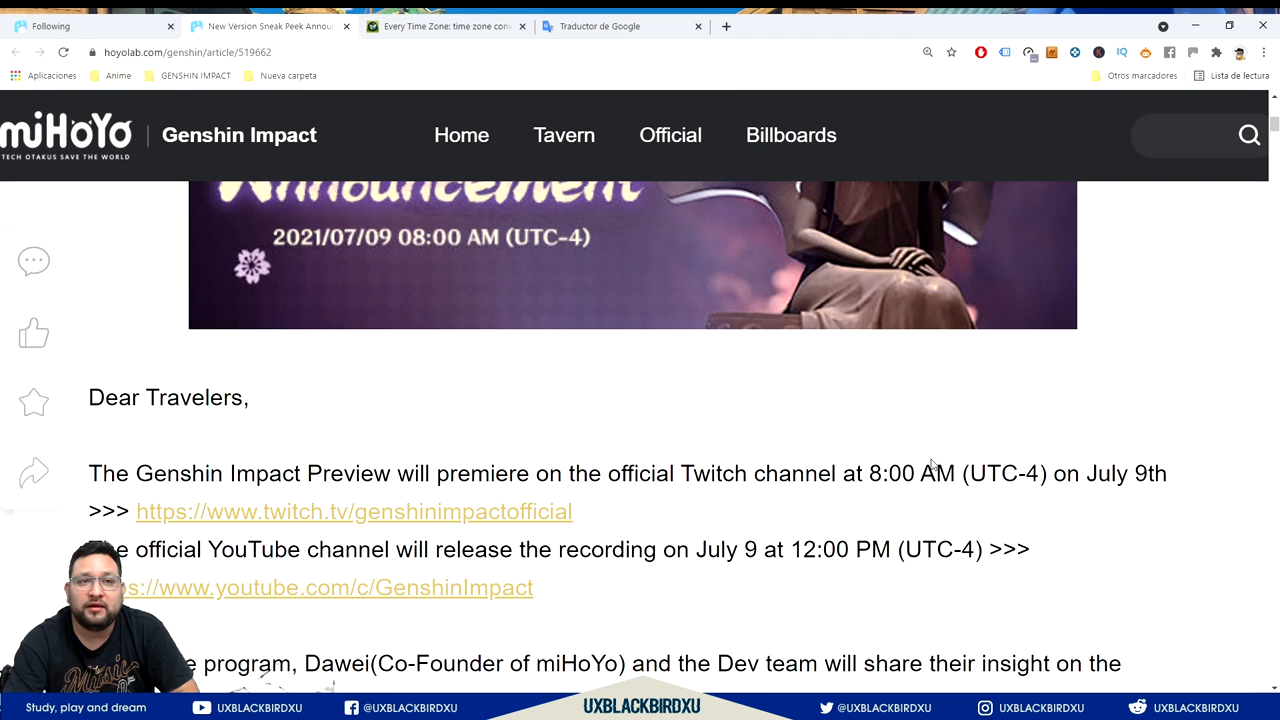 Following
New Version Sneak Peek Annou
Every Time Zone: time zone con
Traductor de Google
hoyolab.com/genshin/article/519662
Aplicaciones
Anime
GENSHIN IMPACT
Nueva carpeta
Otros marcadores
Lista de lectura
miHoYo
TECH OTAKUS SAVE THE WORLD
Genshin Impact
Home
Tavern
Official
Billboards
Announcement
2021/07/09 08:00 AM (UTC-4)
Dear Travelers,
The Genshin Impact Preview will premiere on the official Twitch channel at 8:00 AM (UTC-4) on July 9th
>>> https://www.twitch.tv/genshinimpactofficial
official YouTube channel will release the recording on July 9 at 12:00 PM (UTC-4) >>>
s://www.youtube.com/c/GenshinImpact
program, Dawei(Co-Founder of miHoYo) and the Dev team will share their insight on the
Study, play and dream
UXBLACKBIRDXU
@UXBLACKBIRDXU
UXBLACKBIRDXU
@UXBLACKBIRDXU
UXBLACKBIRDXU
UXBLACKBIRDXU